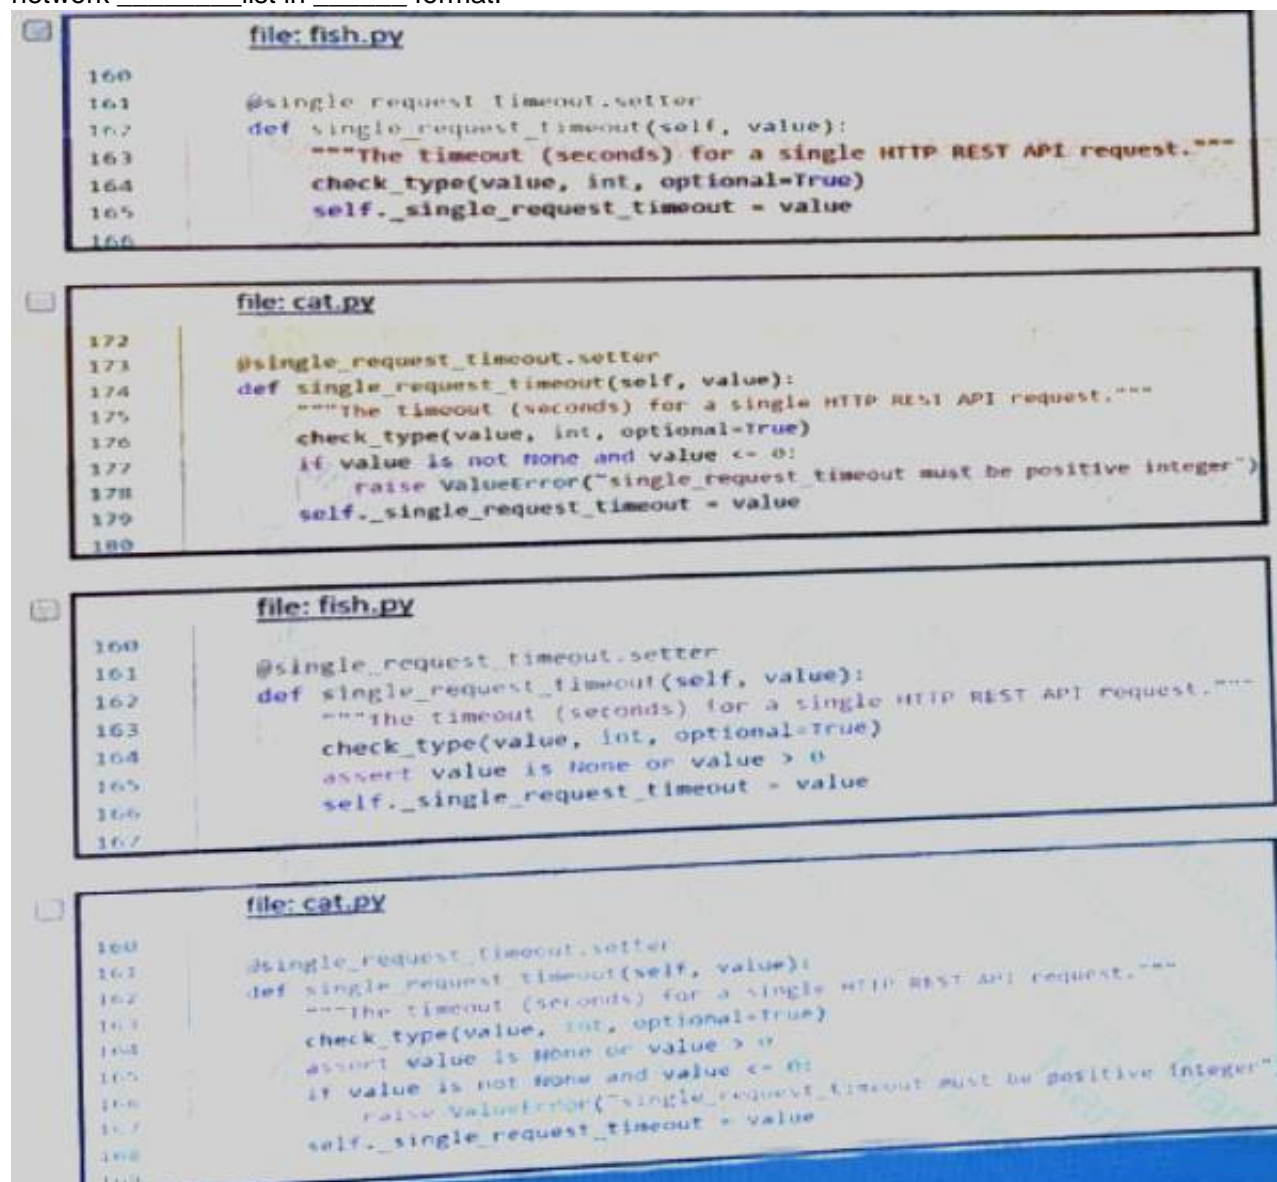 network ________list in ______ format.
file: fish.py
160
161 @single_request_timeout.setter
162 def single_request_timeout(self, value):
163 """The timeout (seconds) for a single HTTP REST API request."""
164 check_type(value, int, optional=True)
165 self._single_request_timeout = value
166
file: cat.py
172
173 @single_request_timeout.setter
174 def single_request_timeout(self, value):
175 """The timeout (seconds) for a single HTTP REST API request."""
176 check_type(value, int, optional=True)
177 if value is not None and value <= 0:
178 raise ValueError("single_request_timeout must be positive integer")
179 self._single_request_timeout = value
180
file: fish.py
160
161 @single_request_timeout.setter
162 def single_request_timeout(self, value):
163 """The timeout (seconds) for a single HTTP REST API request."""
164 check_type(value, int, optional=True)
165 assert value is None or value > 0
166 self._single_request_timeout = value
167
file: cat.py
160
161 @single_request_timeout.setter
162 def single_request_timeout(self, value):
163 """The timeout (seconds) for a single HTTP REST API request."""
164 check_type(value, int, optional=True)
165 assert value is None or value > 0
166 if value is not None and value <= 0:
167 raise ValueError("single_request_timeout must be positive integer"
168 self._single_request_timeout = value